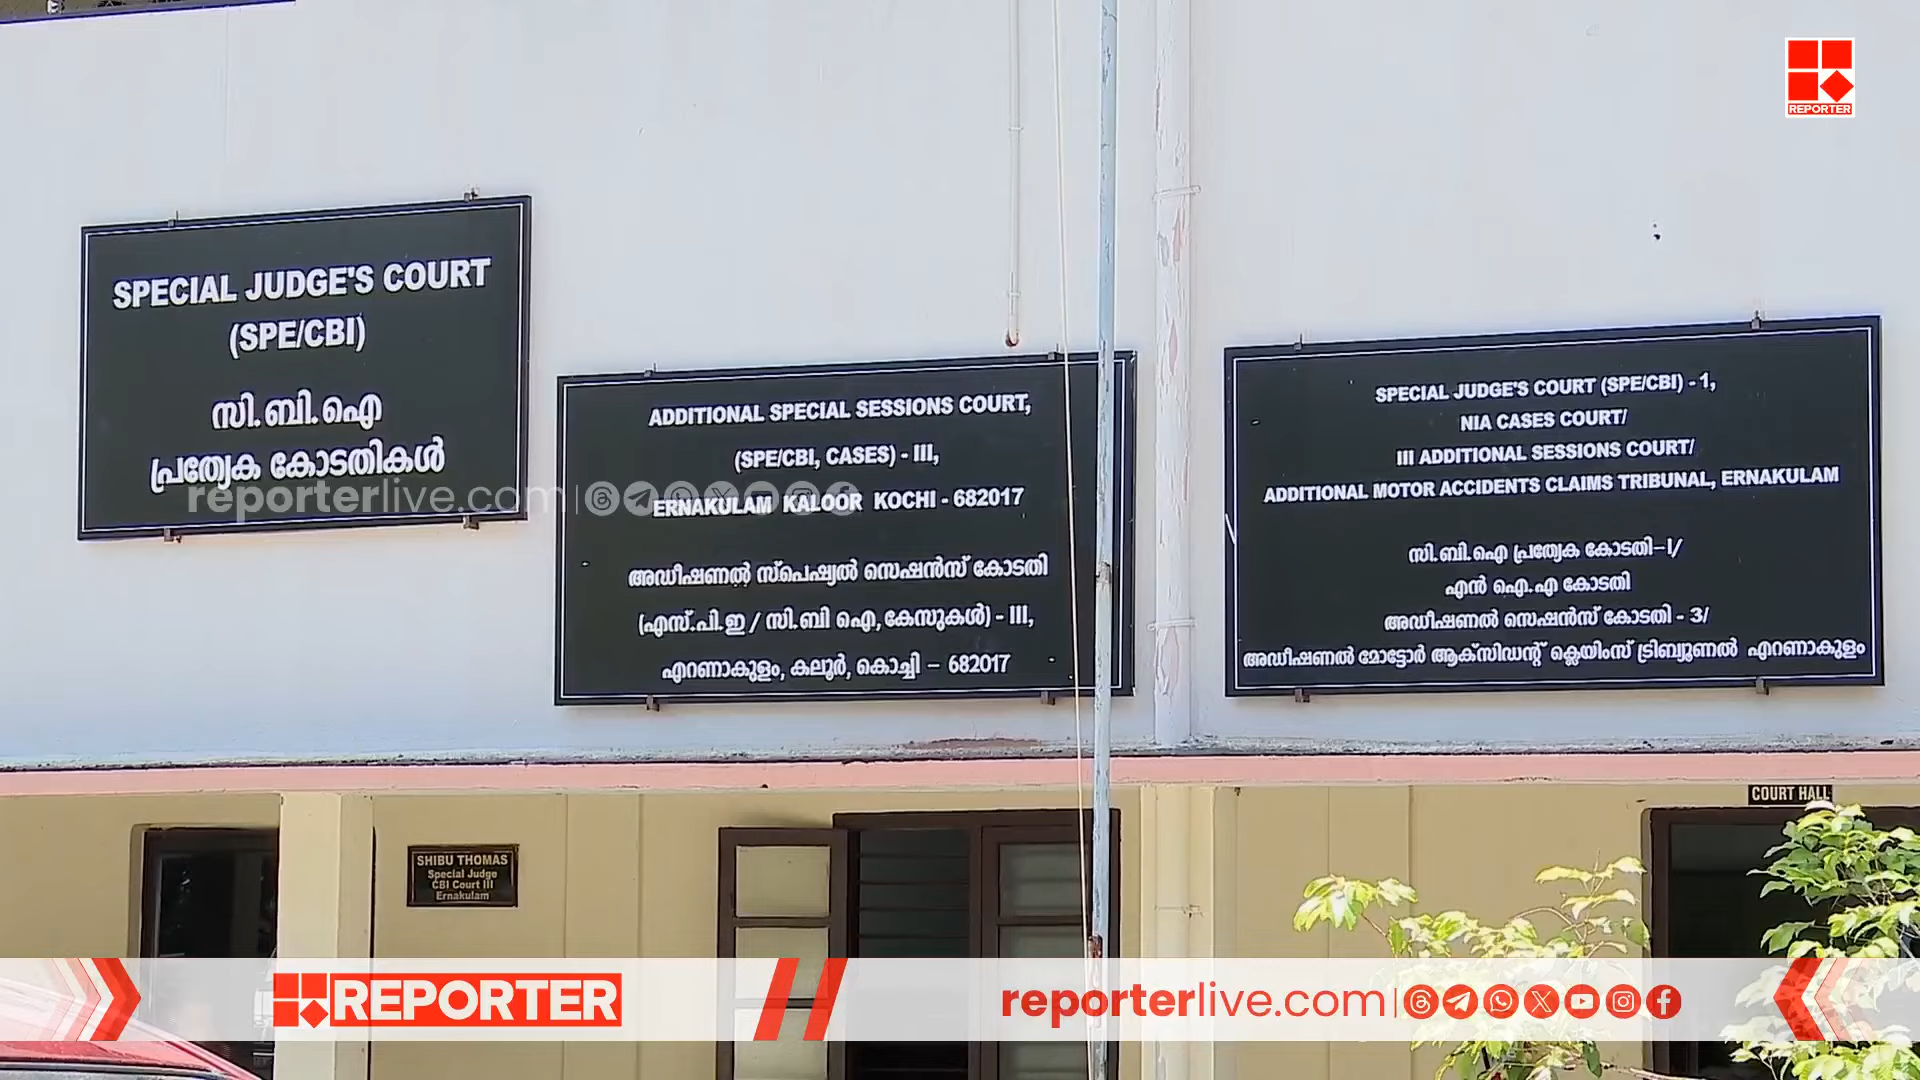 REPORTER
SPECIAL JUDGE'S COURT
(SPE/CBI)
സി.ബി.ഐ
പ്രത്യേക കോടതികൾ
reporterlive.com
ADDITIONAL SPECIAL SESSIONS COURT,
(SPE/CBI, CASES) - III,
ERNAKULAM KALOOR KOCHI - 682017
അഡീഷണൽ സ്പെഷ്യൽ സെഷൻസ് കോടതി
(എസ്.പി.ഇ / സി.ബി ഐ, കേസുകൾ) - III,
എറണാകുളം, കലൂർ, കൊച്ചി – 682017
SPECIAL JUDGE'S COURT (SPE/CBI) - 1,
NIA CASES COURT/
III ADDITIONAL SESSIONS COURT/
ADDITIONAL MOTOR ACCIDENTS CLAIMS TRIBUNAL, ERNAKULAM
സി.ബി.ഐ പ്രത്യേക കോടതി–I/
എൻ ഐ.എ കോടതി
അഡീഷണൽ സെഷൻസ് കോടതി - 3/
അഡീഷണൽ മോട്ടോർ ആക്സിഡന്റ് ക്ലെയിംസ് ട്രിബ്യൂണൽ എറണാകുളം
COURT HALL
SHIBU THOMAS
Special Judge
CBI Court III
Ernakulam
REPORTER
reporterlive.com